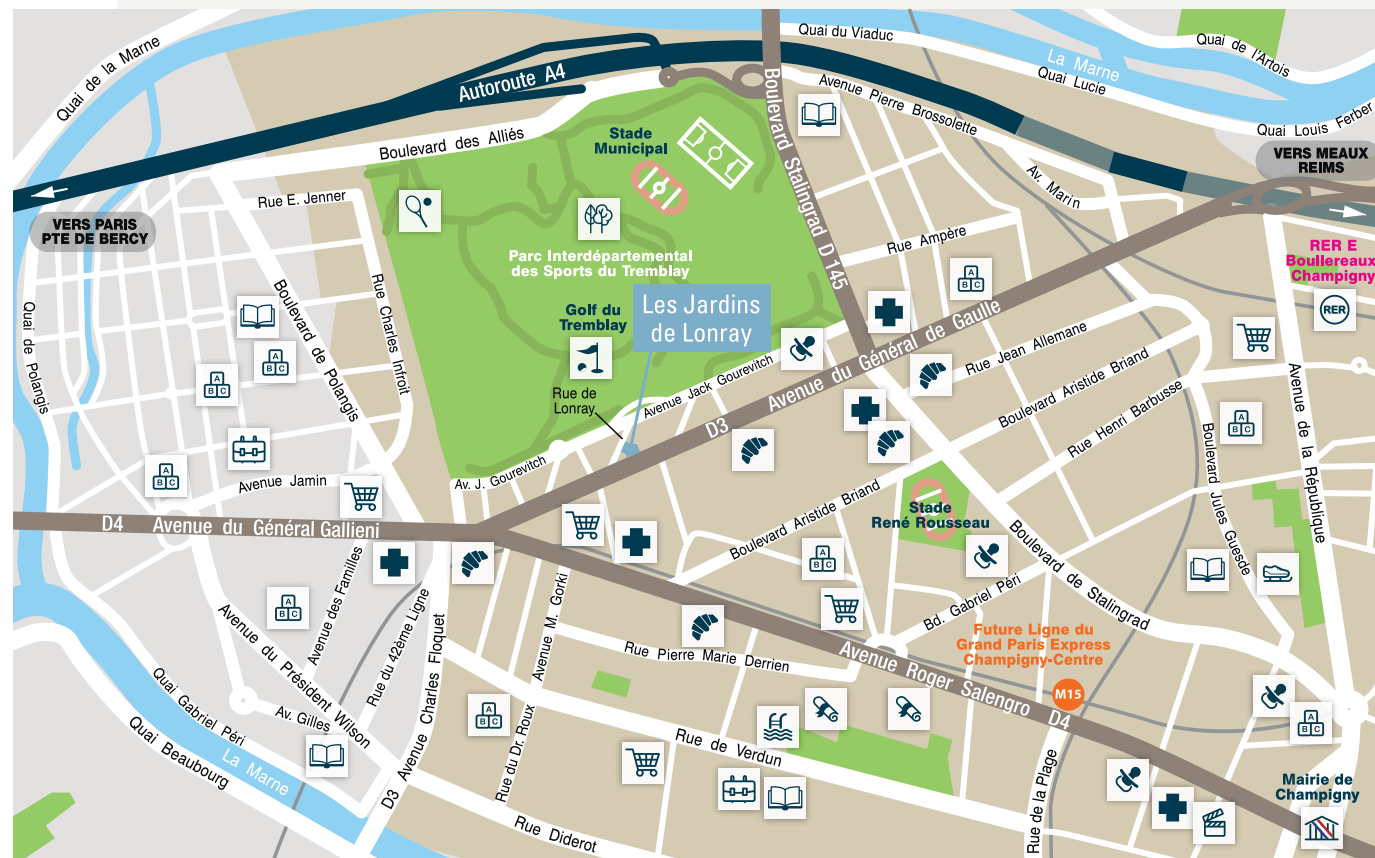 Quai de la Marne
Autoroute A4
Boulevard des Alliés
Quai du Viaduc
La Marne
Quai Lucie
Quai de l'Artois
Quai Louis Ferber
Avenue Pierre Brossolette
Boulevard Stalingrad D 145
Av. Marin
VERS MEAUX
REIMS
VERS PARIS
PTE DE BERCY
Rue E. Jenner
Stade
Municipal
Parc Interdépartemental
des Sports du Tremblay
Rue Ampère
RER E
Boullereaux
Champigny
RER
Quai de Polangis
Boulevard de Polangis
Rue Charles Infroit
Golf du
Tremblay
Les Jardins
de Lonray
Rue de
Lonray
Avenue Jack Gourevitch
D3 Avenue du Général de Gaulle
Rue Jean Allemane
Boulevard Aristide Briand
Rue Henri Barbusse
Boulevard Jules Guesde
Avenue de la République
A
B C
A
B C
A
B C
A
B C
A
B C
Avenue Jamin
Av. J. Gourevitch
D4 Avenue du Général Gallieni
Boulevard Aristide Briand
Stade
René Rousseau
Boulevard de Stalingrad
A
B C
Bd. Gabriel Péri
Avenue des Familles
Rue du 42ème Ligne
Avenue Charles Floquet
D3
Avenue M. Gorki
Rue du Dr. Roux
A
B C
Avenue du Président Wilson
Rue Pierre Marie Derrien
Avenue Roger Salengro D4
Future Ligne du
Grand Paris Express
Champigny-Centre
M15
Quai Gabriel Péri
Av. Gilles
La Marne
Quai Beaubourg
A
B C
Rue de Verdun
Rue Diderot
Rue de la Plage
A
B C
Mairie de
Champigny